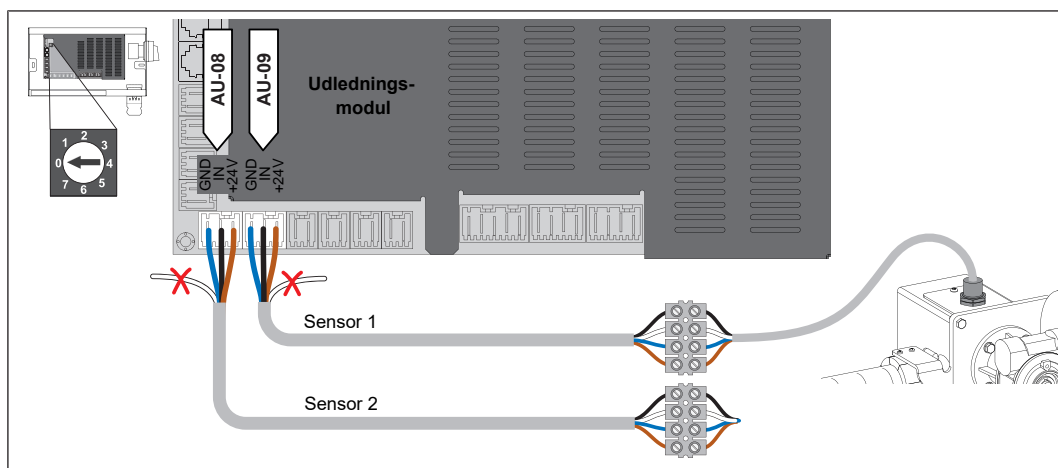 AU-08
AU-09
Udlednings-
modul
GND
IN
+24V
GND
IN
+24V
0
1
2
3
4
5
6
7
Sensor 1
Sensor 2